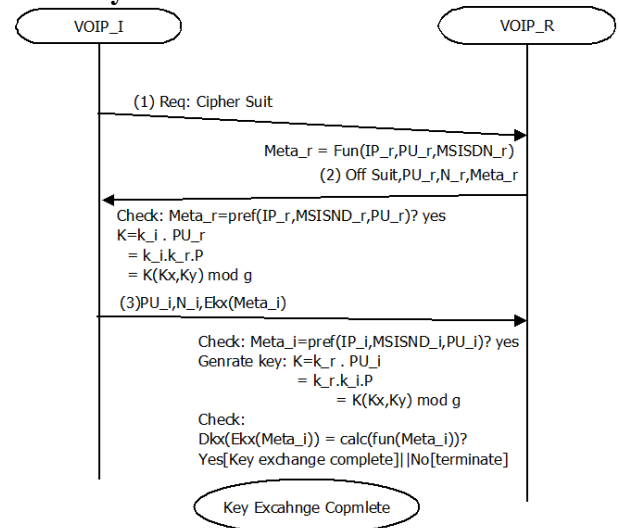 VOIP_I
VOIP_R
(1) Req: Cipher Suit
Meta_r = Fun(IP_r,PU_r,MSISDN_r)
(2) Off Suit,PU_r,N_r,Meta_r
Check: Meta_r=pref(IP_r,MSISND_r,PU_r)? yes
K=k_i . PU_r
= k_i.k_r.P
= K(Kx,Ky) mod g
(3)PU_i,N_i,Ekx(Meta_i)
Check: Meta_i=pref(IP_i,MSISND_i,PU_i)? yes
Genrate key: K=k_r . PU_i
= k_r.k_i.P
= K(Kx,Ky) mod g
Check:
Dkx(Ekx(Meta_i)) = calc(fun(Meta_i))?
Yes[Key exchange complete]||No[terminate]
Key Excahnge Copmlete